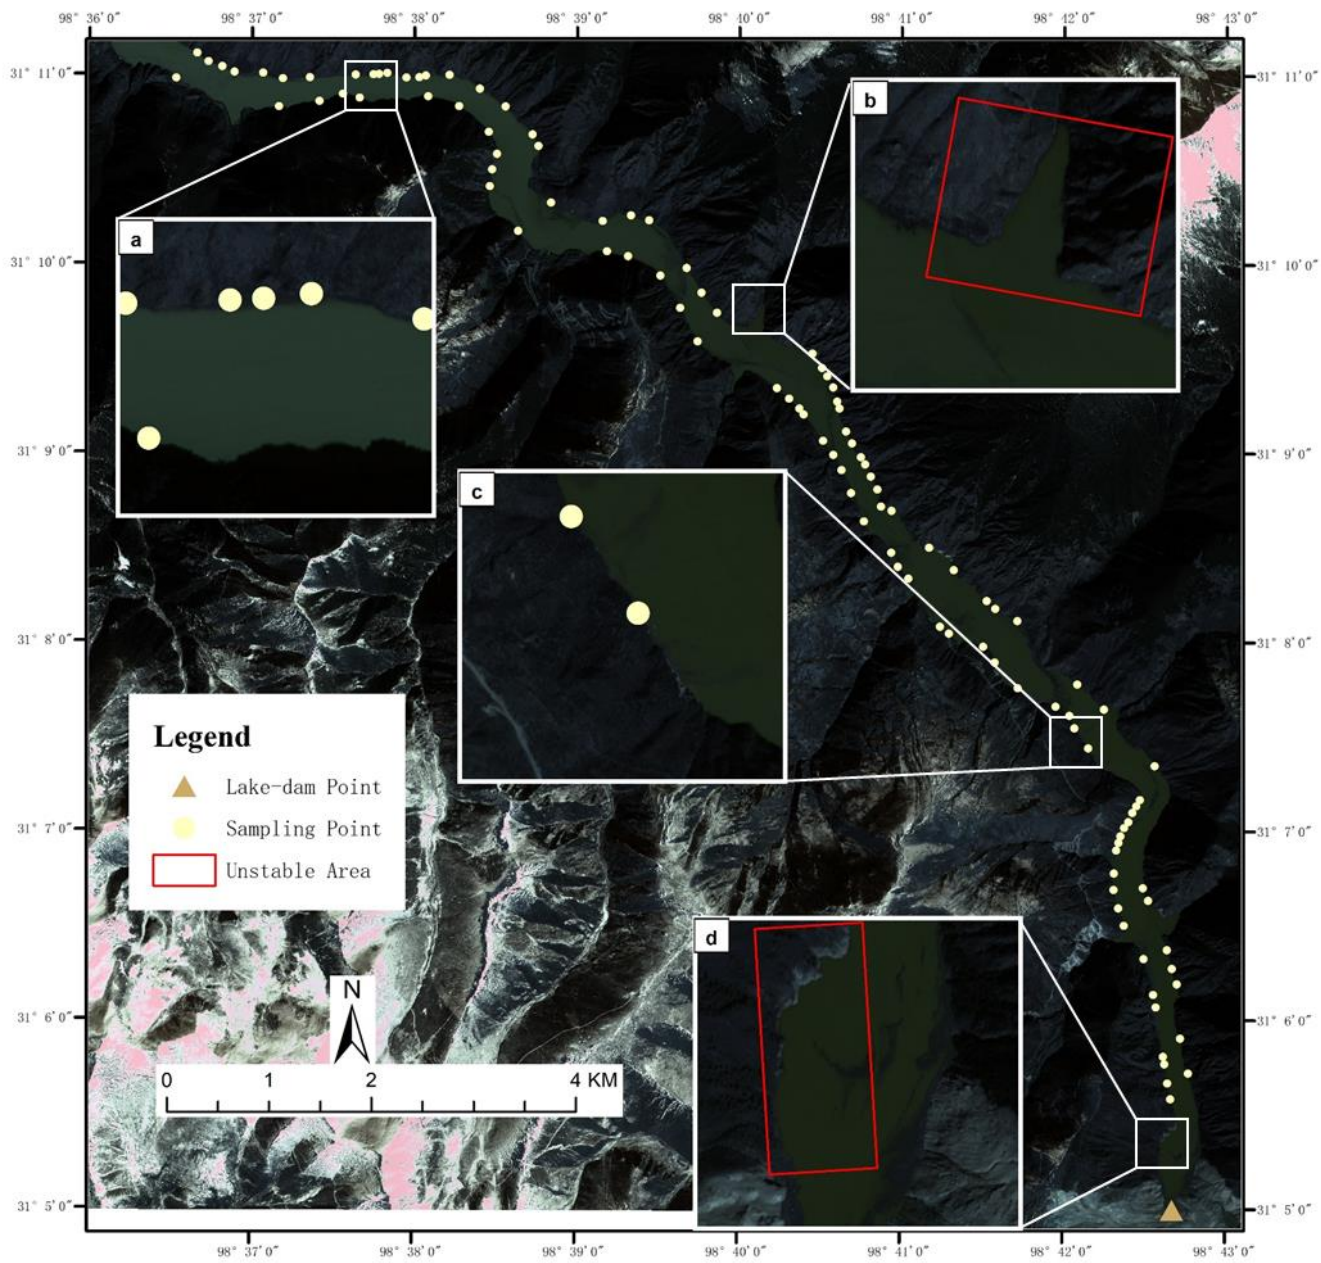 98° 36′0″ 98° 37′0″ 98° 38′0″ 98° 39′0″ 98° 40′0″ 98° 41′0″ 98° 42′0″ 98° 43′0″
31° 11′0″ 31° 11′0″
b
a
31° 10′0″ 31° 10′0″
31° 9′0″ 31° 9′0″
c
31° 8′0″ 31° 8′0″
Legend
Lake-dam Point
Sampling Point
Unstable Area
31° 7′0″ 31° 7′0″
d
N
31° 6′0″ 31° 6′0″
0 1 2 4 KM
31° 5′0″ 31° 5′0″
98° 37′0″ 98° 38′0″ 98° 39′0″ 98° 40′0″ 98° 41′0″ 98° 42′0″ 98° 43′0″